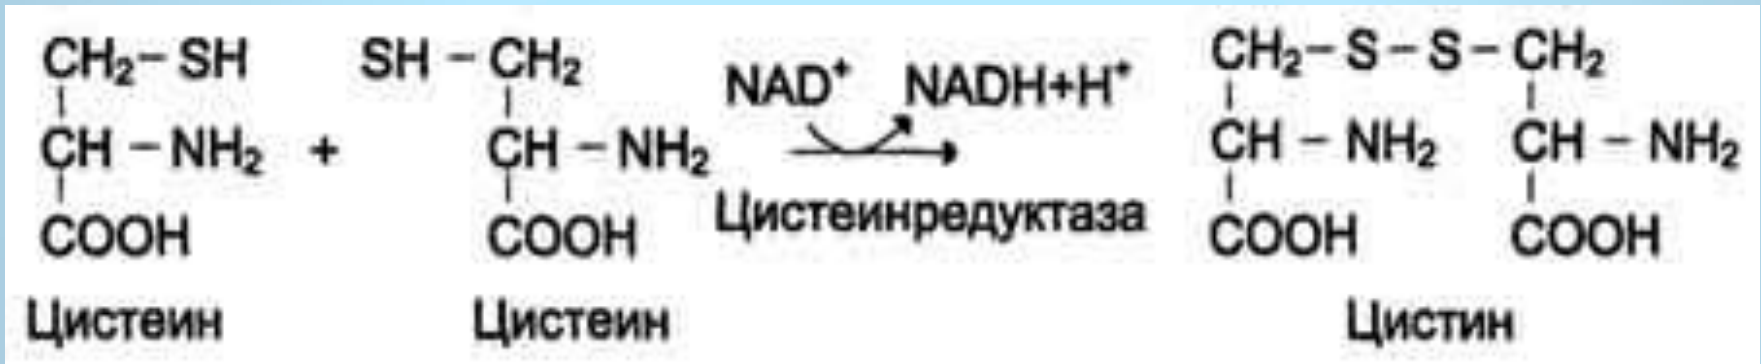 CH₂–SH SH–CH₂ NAD⁺ NADH+H⁺ CH₂–S–S–CH₂
CH–NH₂ + CH–NH₂ CH–NH₂ CH–NH₂
Цистеинредуктаза
COOH COOH COOH COOH
Цистеин Цистеин Цистин